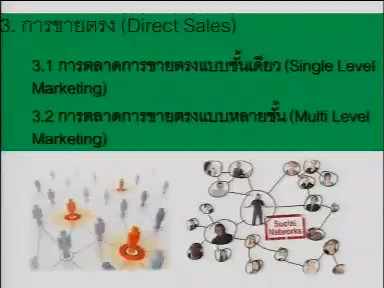 3. การขายตรง (Direct Sales)
3.1 การตลาดการขายตรงแบบชั้นเดียว (Single Level
Marketing)
3.2 การตลาดการขายตรงแบบหลายชั้น (Multi Level
Marketing)
Social
Networks